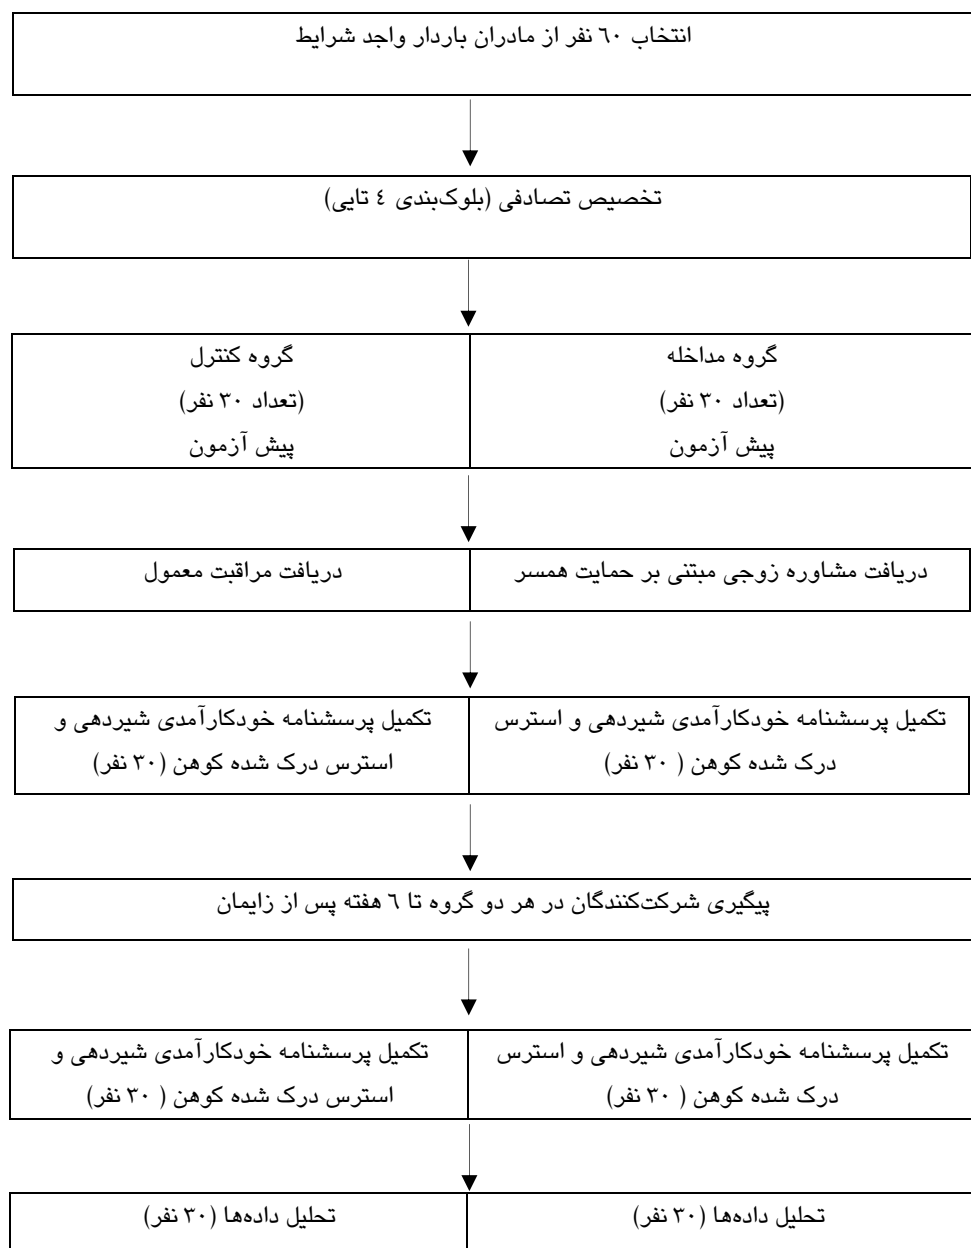 انتخاب ٦٠ نفر از مادران باردار واجد شرایط
تخصیص تصادفی (بلوک‌بندی ٤ تایی)
گروه مداخله
(تعداد ٣٠ نفر)
پیش آزمون
گروه کنترل
(تعداد ٣٠ نفر)
پیش آزمون
دریافت مشاوره زوجی مبتنی بر حمایت همسر
دریافت مراقبت معمول
تکمیل پرسشنامه خودکارآمدی شیردهی و استرس
درک شده کوهن ( ٣٠ نفر)
تکمیل پرسشنامه خودکارآمدی شیردهی و
استرس درک شده کوهن (٣٠ نفر)
پیگیری شرکت‌کنندگان در هر دو گروه تا ٦ هفته پس از زایمان
تکمیل پرسشنامه خودکارآمدی شیردهی و استرس
درک شده کوهن ( ٣٠ نفر)
تکمیل پرسشنامه خودکارآمدی شیردهی و
استرس درک شده کوهن ( ٣٠ نفر)
تحلیل داده‌ها (٣٠ نفر)
تحلیل داده‌ها (٣٠ نفر)